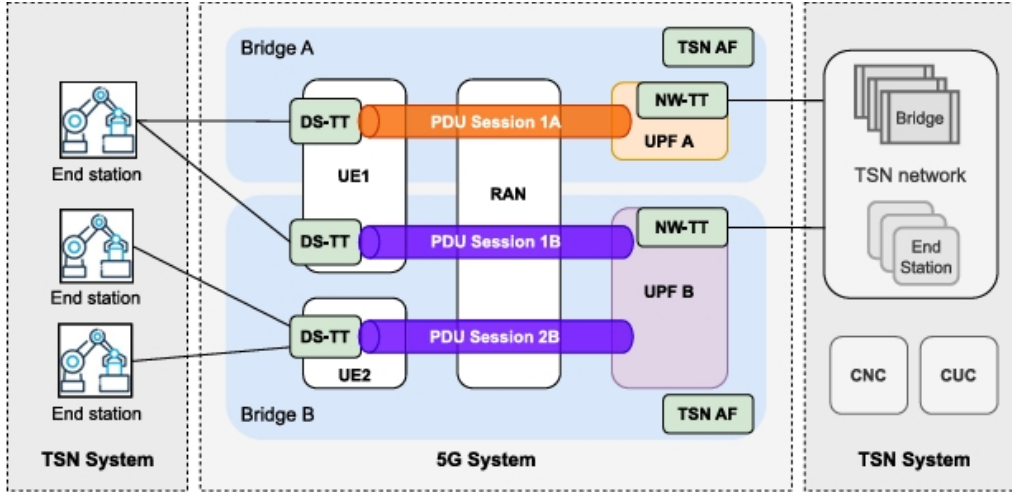 Bridge A
TSN AF
DS-TT
PDU Session 1A
NW-TT
UPF A
End station
UE1
RAN
Bridge
TSN network
DS-TT
PDU Session 1B
NW-TT
UPF B
End
Station
End station
DS-TT
PDU Session 2B
UE2
End station
Bridge B
TSN AF
CNC
CUC
TSN System
5G System
TSN System